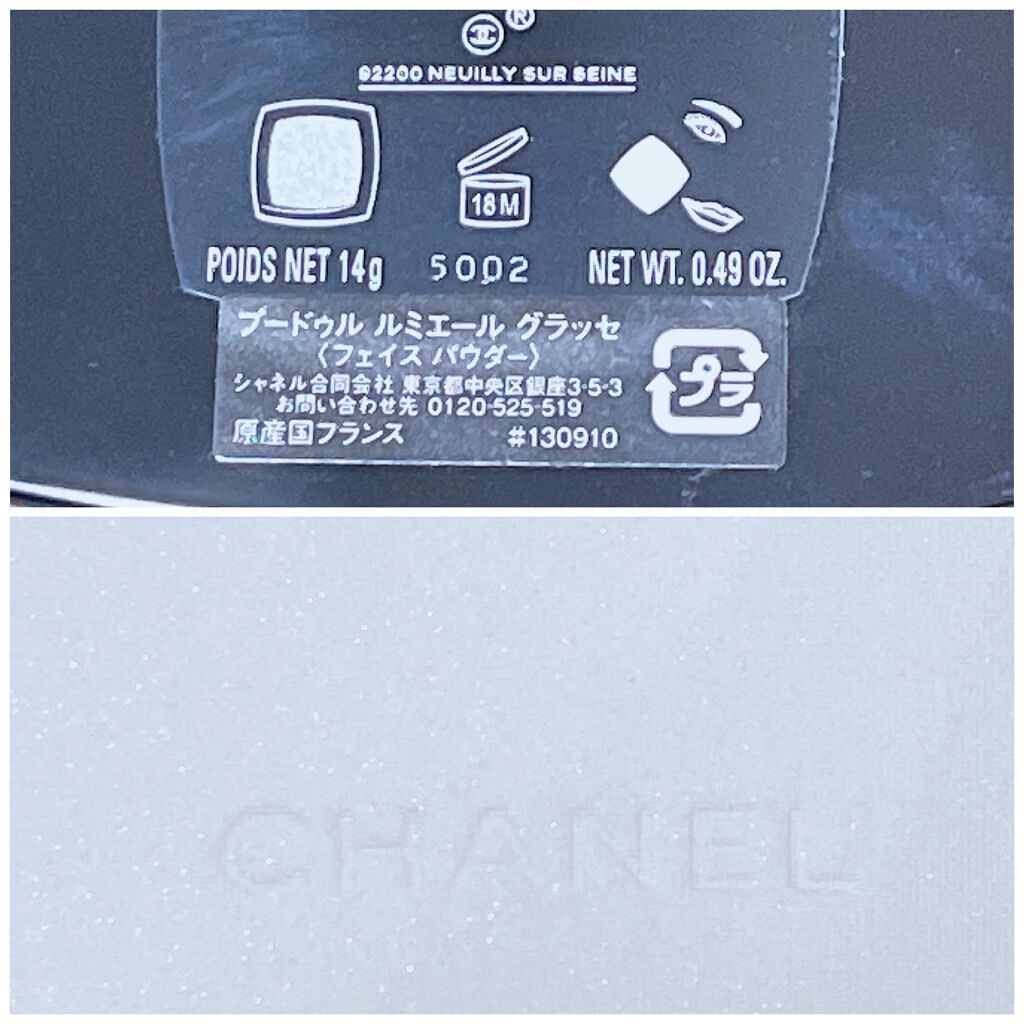 ®
92200 NEUILLY SUR SEINE
18M
POIDS NET 14g 5002 NET WT. 0.49 OZ.
プードゥル ルミエール グラッセ
〈フェイス パウダー〉
シャネル合同会社 東京都中央区銀座3-5-3
お問い合わせ先 0120-525-519
原産国フランス #130910
プラ
CHANEL